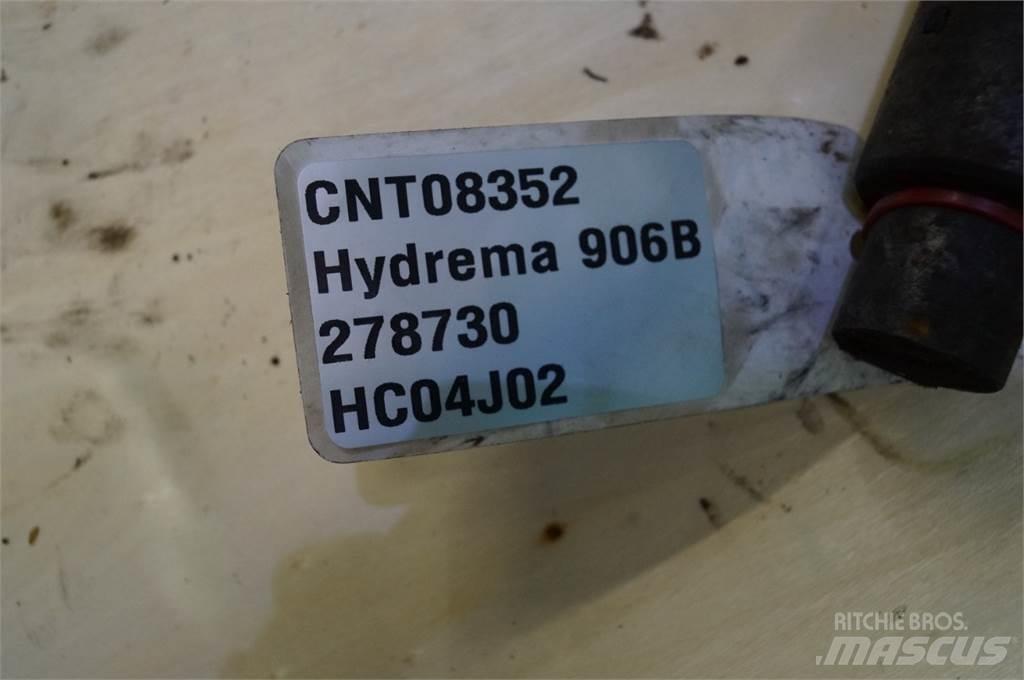 CNT08352
Hydrema 906B
278730
HC04J02
RITCHIE BROS.
MASCUS